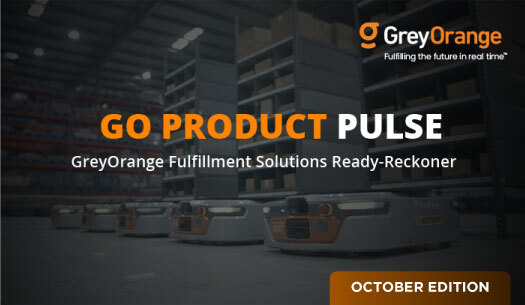 GreyOrange
Fulfilling the future in real time™
GO PRODUCT PULSE
GreyOrange Fulfillment Solutions Ready-Reckoner
OCTOBER EDITION